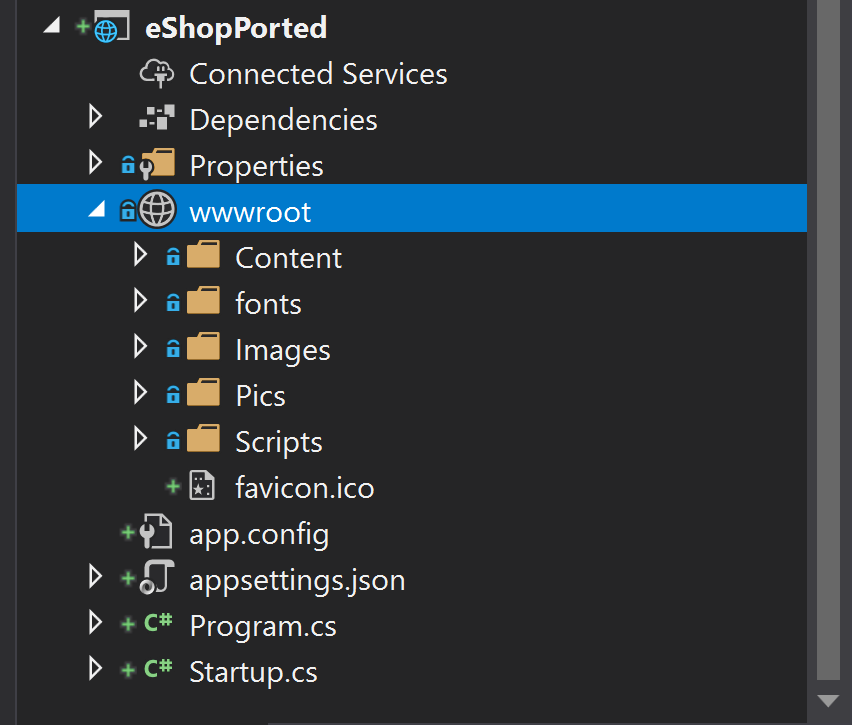 eShopPorted
Connected Services
Dependencies
Properties
wwwroot
Content
fonts
Images
Pics
Scripts
favicon.ico
app.config
appsettings.json
C# Program.cs
C# Startup.cs